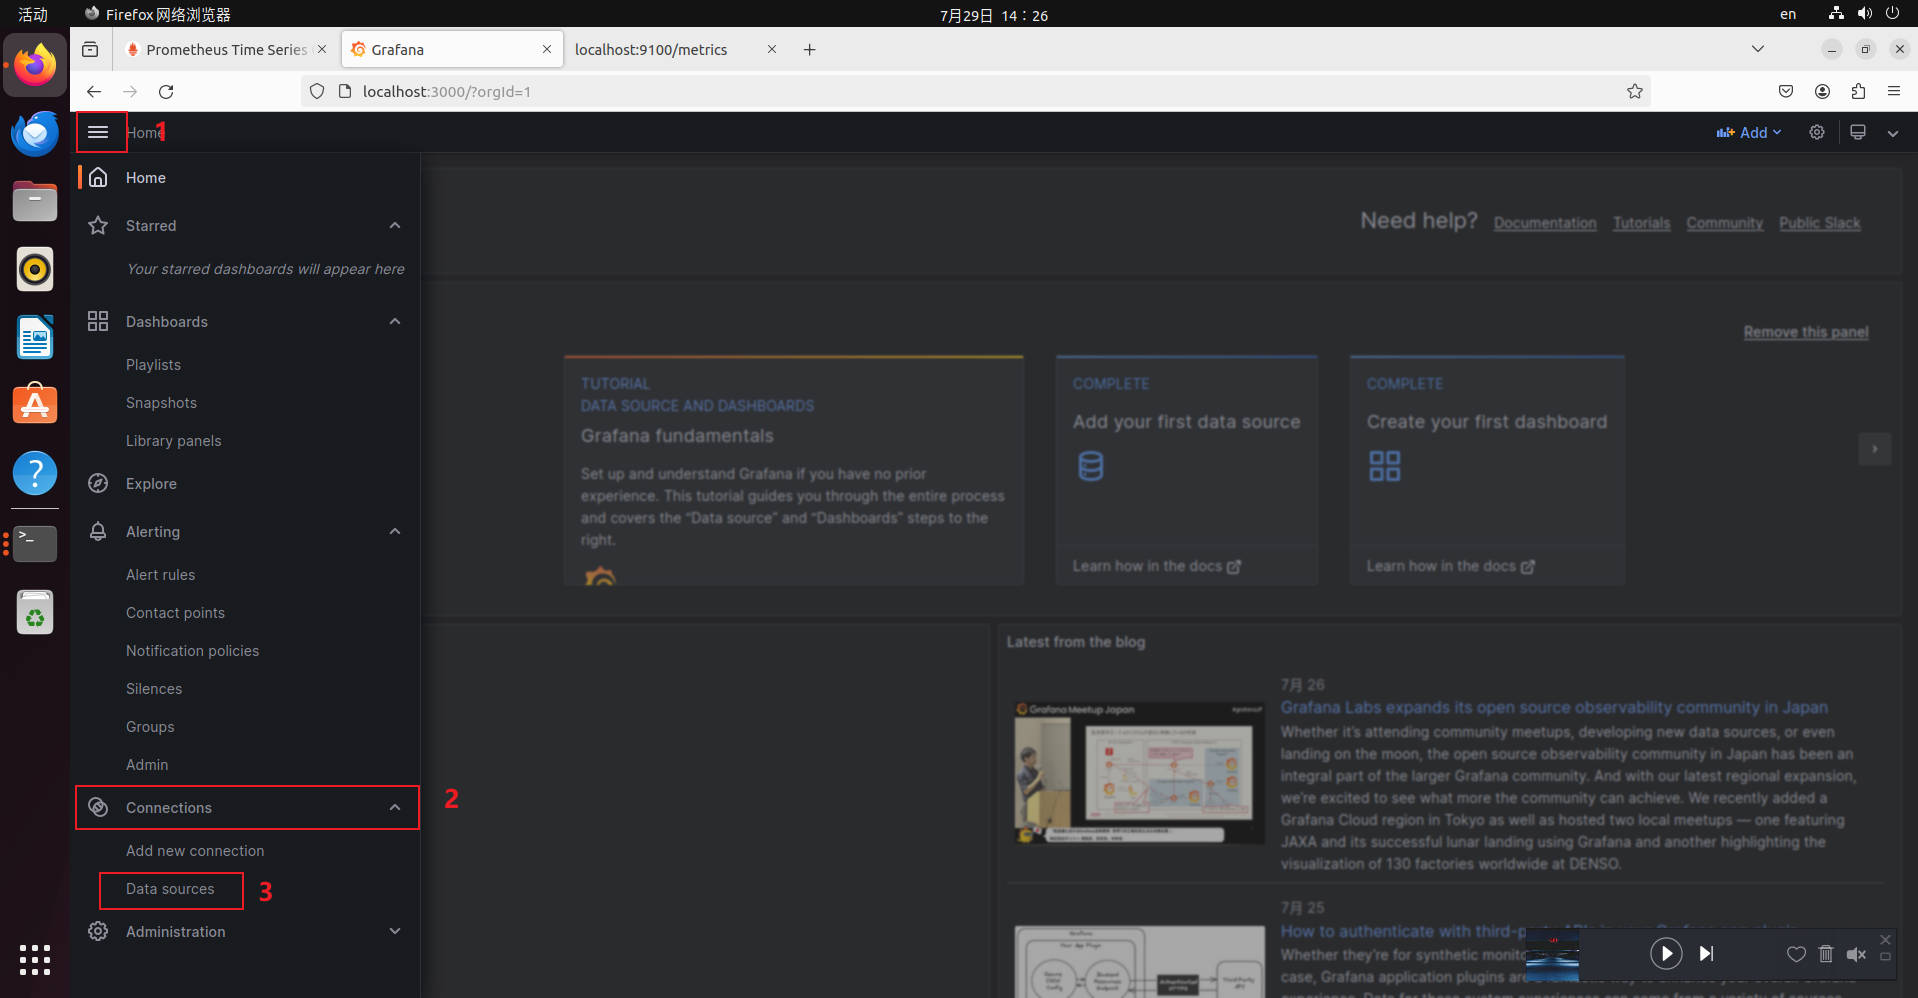 活动
Firefox 网络浏览器
7月29日 14：26
en
Prometheus Time Series
Grafana
localhost:9100/metrics
localhost:3000/?orgId=1
Home
1
Add
Home
Starred
Your starred dashboards will appear here
Dashboards
Playlists
Snapshots
Library panels
Explore
Alerting
Alert rules
Contact points
Notification policies
Silences
Groups
Admin
Connections
2
Add new connection
Data sources
3
Administration
Need help?
Documentation
Tutorials
Community
Public Slack
Remove this panel
TUTORIAL
DATA SOURCE AND DASHBOARDS
Grafana fundamentals
Set up and understand Grafana if you have no prior
experience. This tutorial guides you through the entire process
and covers the “Data source” and “Dashboards” steps to the
right.
COMPLETE
Add your first data source
Learn how in the docs
COMPLETE
Create your first dashboard
Learn how in the docs
Latest from the blog
Grafana Meetup Japan
7月 26
Grafana Labs expands its open source observability community in Japan
Whether it’s attending community meetups, developing new data sources, or even
landing on the moon, the open source observability community in Japan has been an
integral part of the larger Grafana community. And with our latest regional expansion,
we’re excited to see what more the community can achieve. We recently added a
Grafana Cloud region in Tokyo as well as hosted two local meetups — one featuring
JAXA and its successful lunar landing using Grafana and another highlighting the
visualization of 130 factories worldwide at DENSO.
7月 25
How to authenticate with third-party
Whether they’re for synthetic
case, Grafana application plugins are